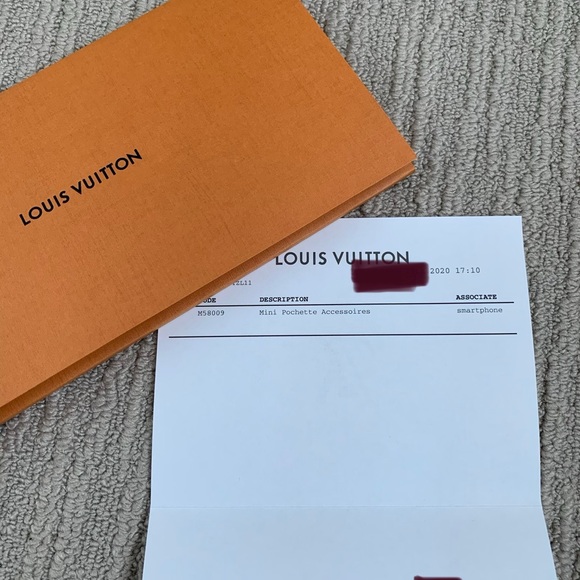 LOUIS VUITTON
LOUIS VUITTON
2020 17:10
DESCRIPTION ASSOCIATE
M58009 Mini Pochette Accessoires smartphone